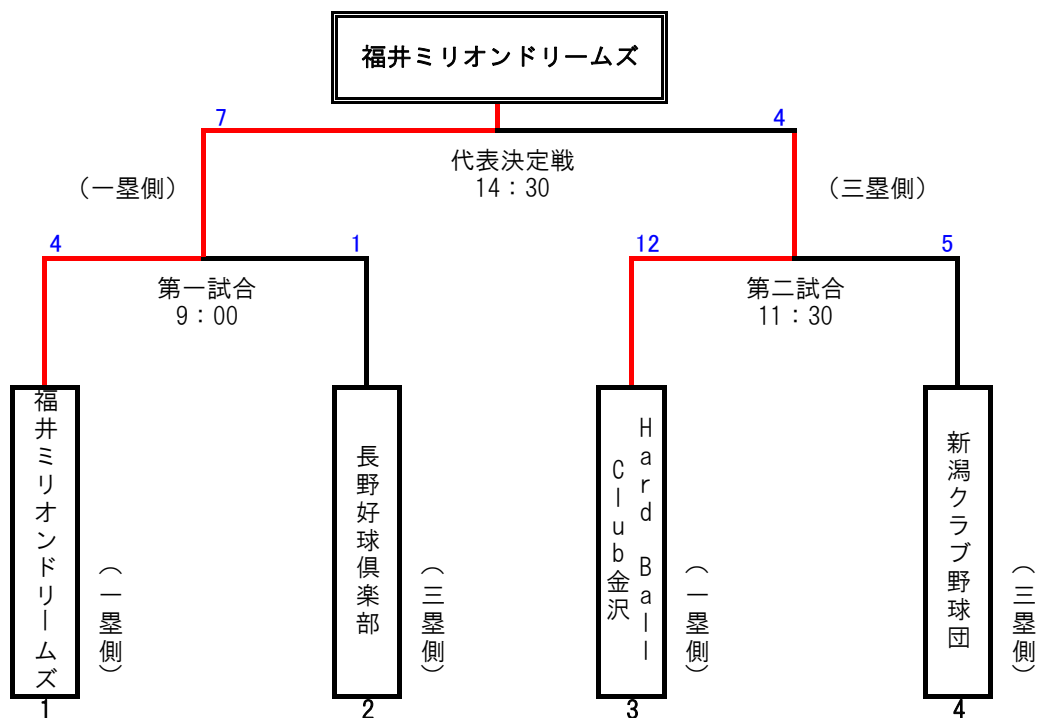 福井ミリオンドリームズ
7
4
代表決定戦
14：30
（一塁側）
（三塁側）
4
1
12
5
第一試合
9：00
第二試合
11：30
福井ミリオンドリームズ
（一塁側）
長野好球倶楽部
（三塁側）
Hard Ball
Club金沢
（一塁側）
新潟クラブ野球団
（三塁側）
1
2
3
4